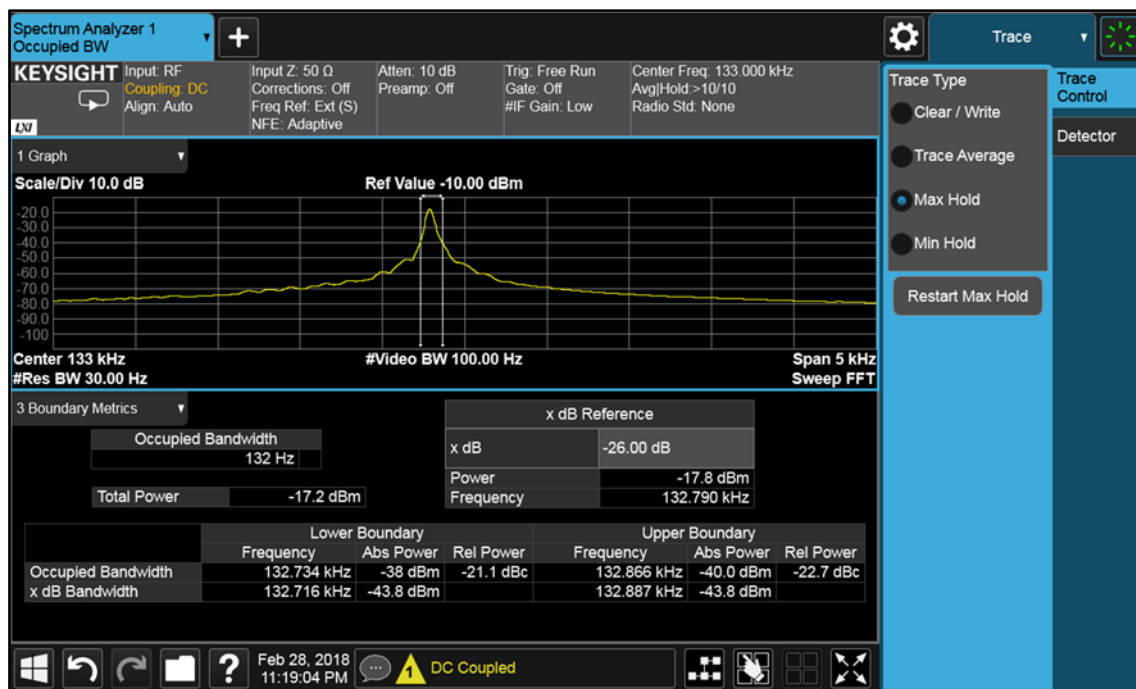 Spectrum Analyzer 1
Occupied BW
+
Trace
KEYSIGHT
Input: RF
Coupling: DC
Align: Auto
Input Z: 50 Ω
Corrections: Off
Freq Ref: Ext (S)
NFE: Adaptive
Atten: 10 dB
Preamp: Off
Trig: Free Run
Gate: Off
#IF Gain: Low
Center Freq: 133.000 kHz
Avg|Hold:>10/10
Radio Std: None
LXI
Trace Type
Clear / Write
Trace Average
Max Hold
Min Hold
Restart Max Hold
Trace
Control
Detector
1 Graph
Scale/Div 10.0 dB
Ref Value -10.00 dBm
-20.0
-30.0
-40.0
-50.0
-60.0
-70.0
-80.0
-90.0
-100
Center 133 kHz
#Video BW 100.00 Hz
Span 5 kHz
#Res BW 30.00 Hz
Sweep FFT
3 Boundary Metrics
Occupied Bandwidth
132 Hz
Total Power -17.2 dBm
x dB Reference
x dB -26.00 dB
Power -17.8 dBm
Frequency 132.790 kHz
Lower Boundary Upper Boundary
Frequency Abs Power Rel Power Frequency Abs Power Rel Power
Occupied Bandwidth 132.734 kHz -38 dBm -21.1 dBc 132.866 kHz -40.0 dBm -22.7 dBc
x dB Bandwidth 132.716 kHz -43.8 dBm 132.887 kHz -43.8 dBm
?
Feb 28, 2018
11:19:04 PM
1
DC Coupled